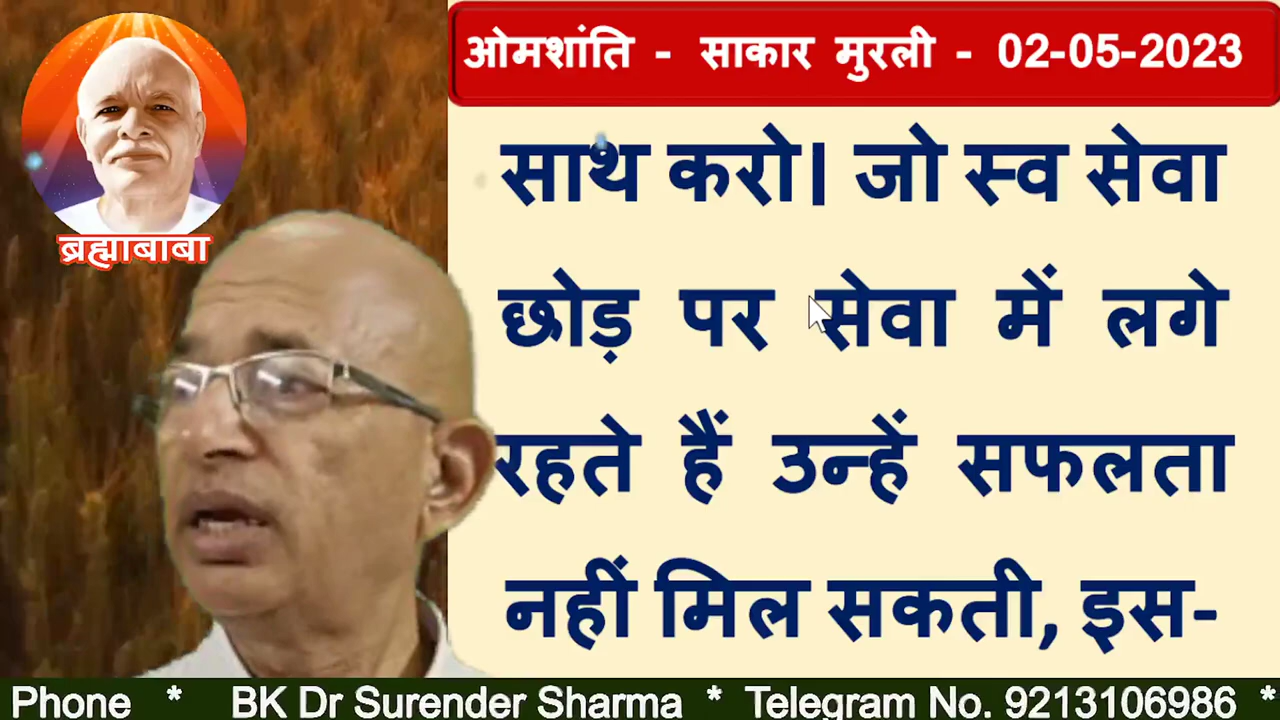 ओमशांति - साकार मुरली - 02-05-2023
ब्रह्माबाबा
साथ करो। जो स्व सेवा
छोड़ पर सेवा में लगे
रहते हैं उन्हें सफलता
नहीं मिल सकती, इस-
Phone * BK Dr Surender Sharma * Telegram No. 9213106986 *